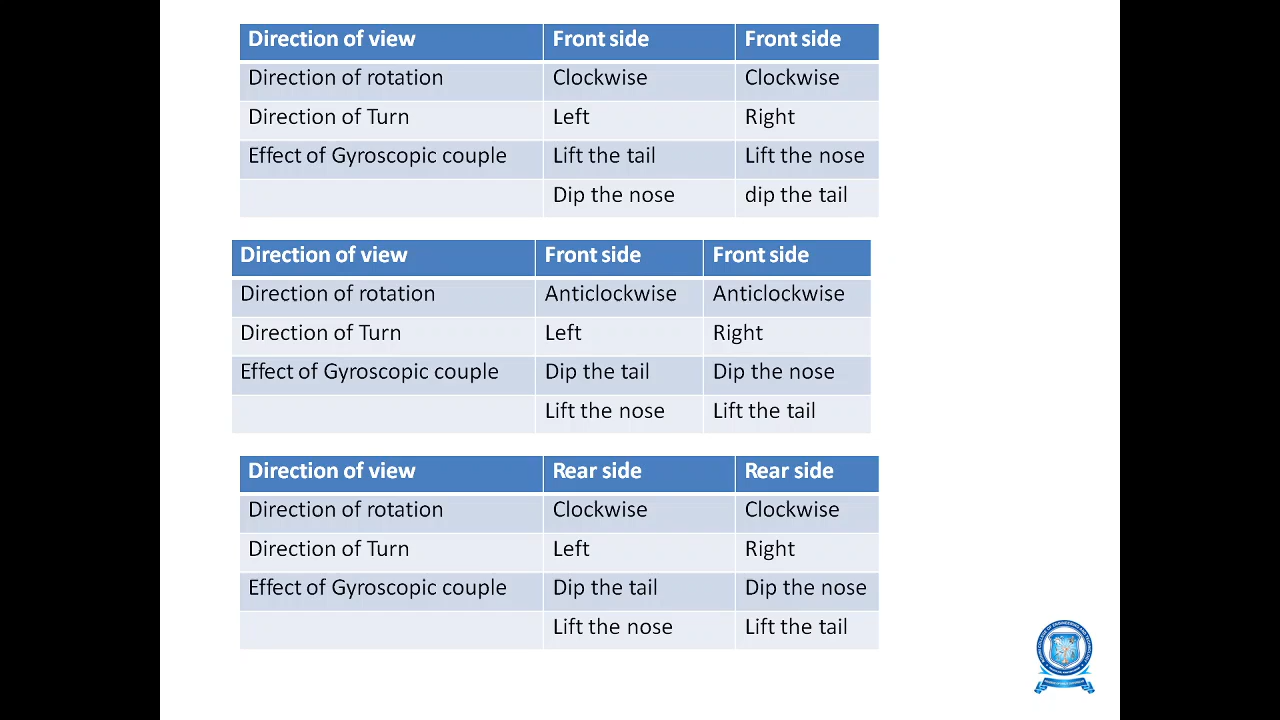 Direction of view Front side Front side
Direction of rotation Clockwise Clockwise
Direction of Turn Left Right
Effect of Gyroscopic couple Lift the tail Lift the nose
Dip the nose dip the tail
Direction of view Front side Front side
Direction of rotation Anticlockwise Anticlockwise
Direction of Turn Left Right
Effect of Gyroscopic couple Dip the tail Dip the nose
Lift the nose Lift the tail
Direction of view Rear side Rear side
Direction of rotation Clockwise Clockwise
Direction of Turn Left Right
Effect of Gyroscopic couple Dip the tail Dip the nose
Lift the nose Lift the tail